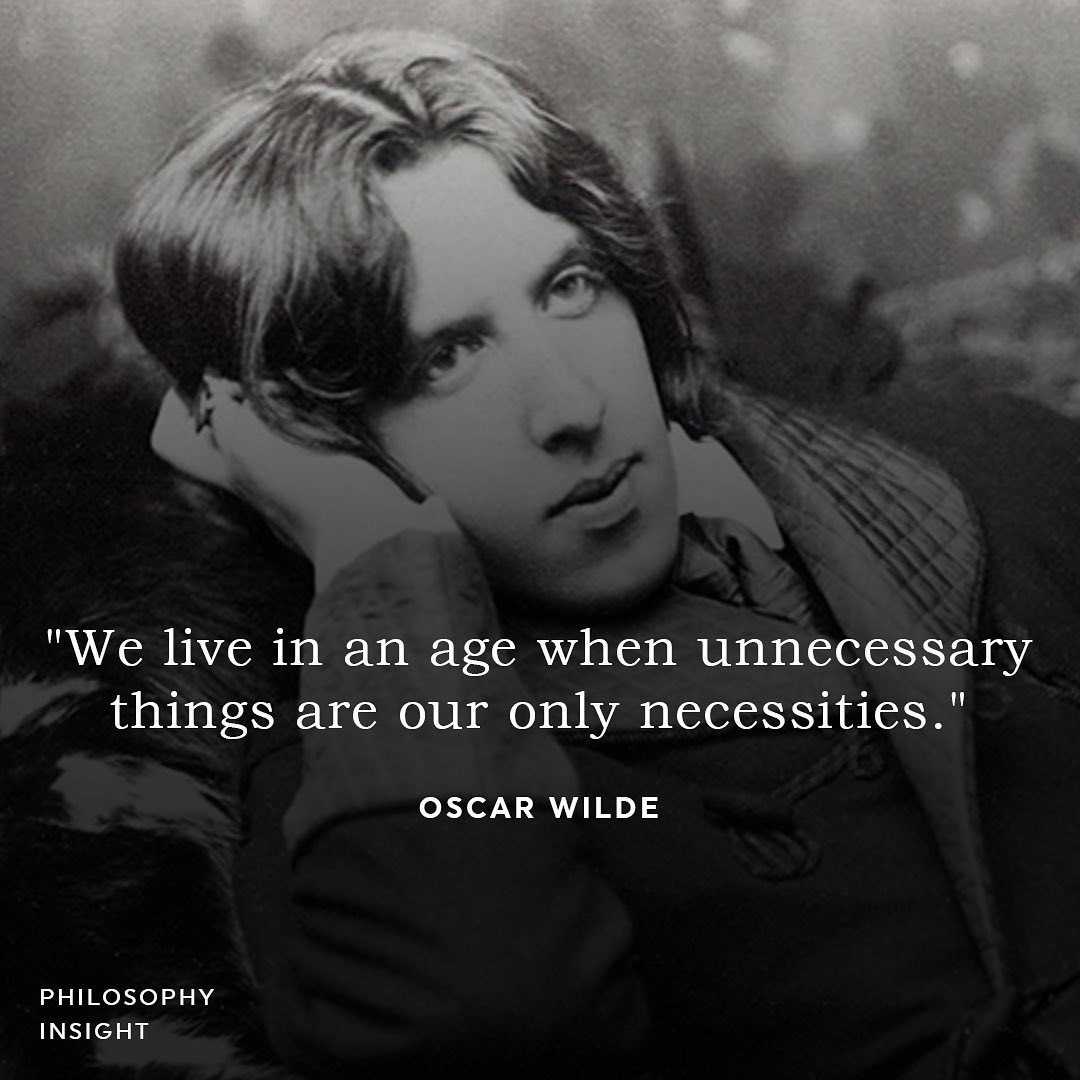 "We live in an age when unnecessary
things are our only necessities."
OSCAR WILDE
PHILOSOPHY
INSIGHT